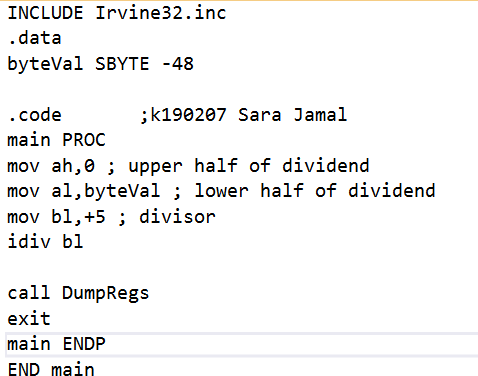 INCLUDE Irvine32.inc
.data
byteVal SBYTE -48
.code ;k190207 Sara Jamal
main PROC
mov ah,0 ; upper half of dividend
mov al,byteVal ; lower half of dividend
mov bl,+5 ; divisor
idiv bl
call DumpRegs
exit
main ENDP
END main